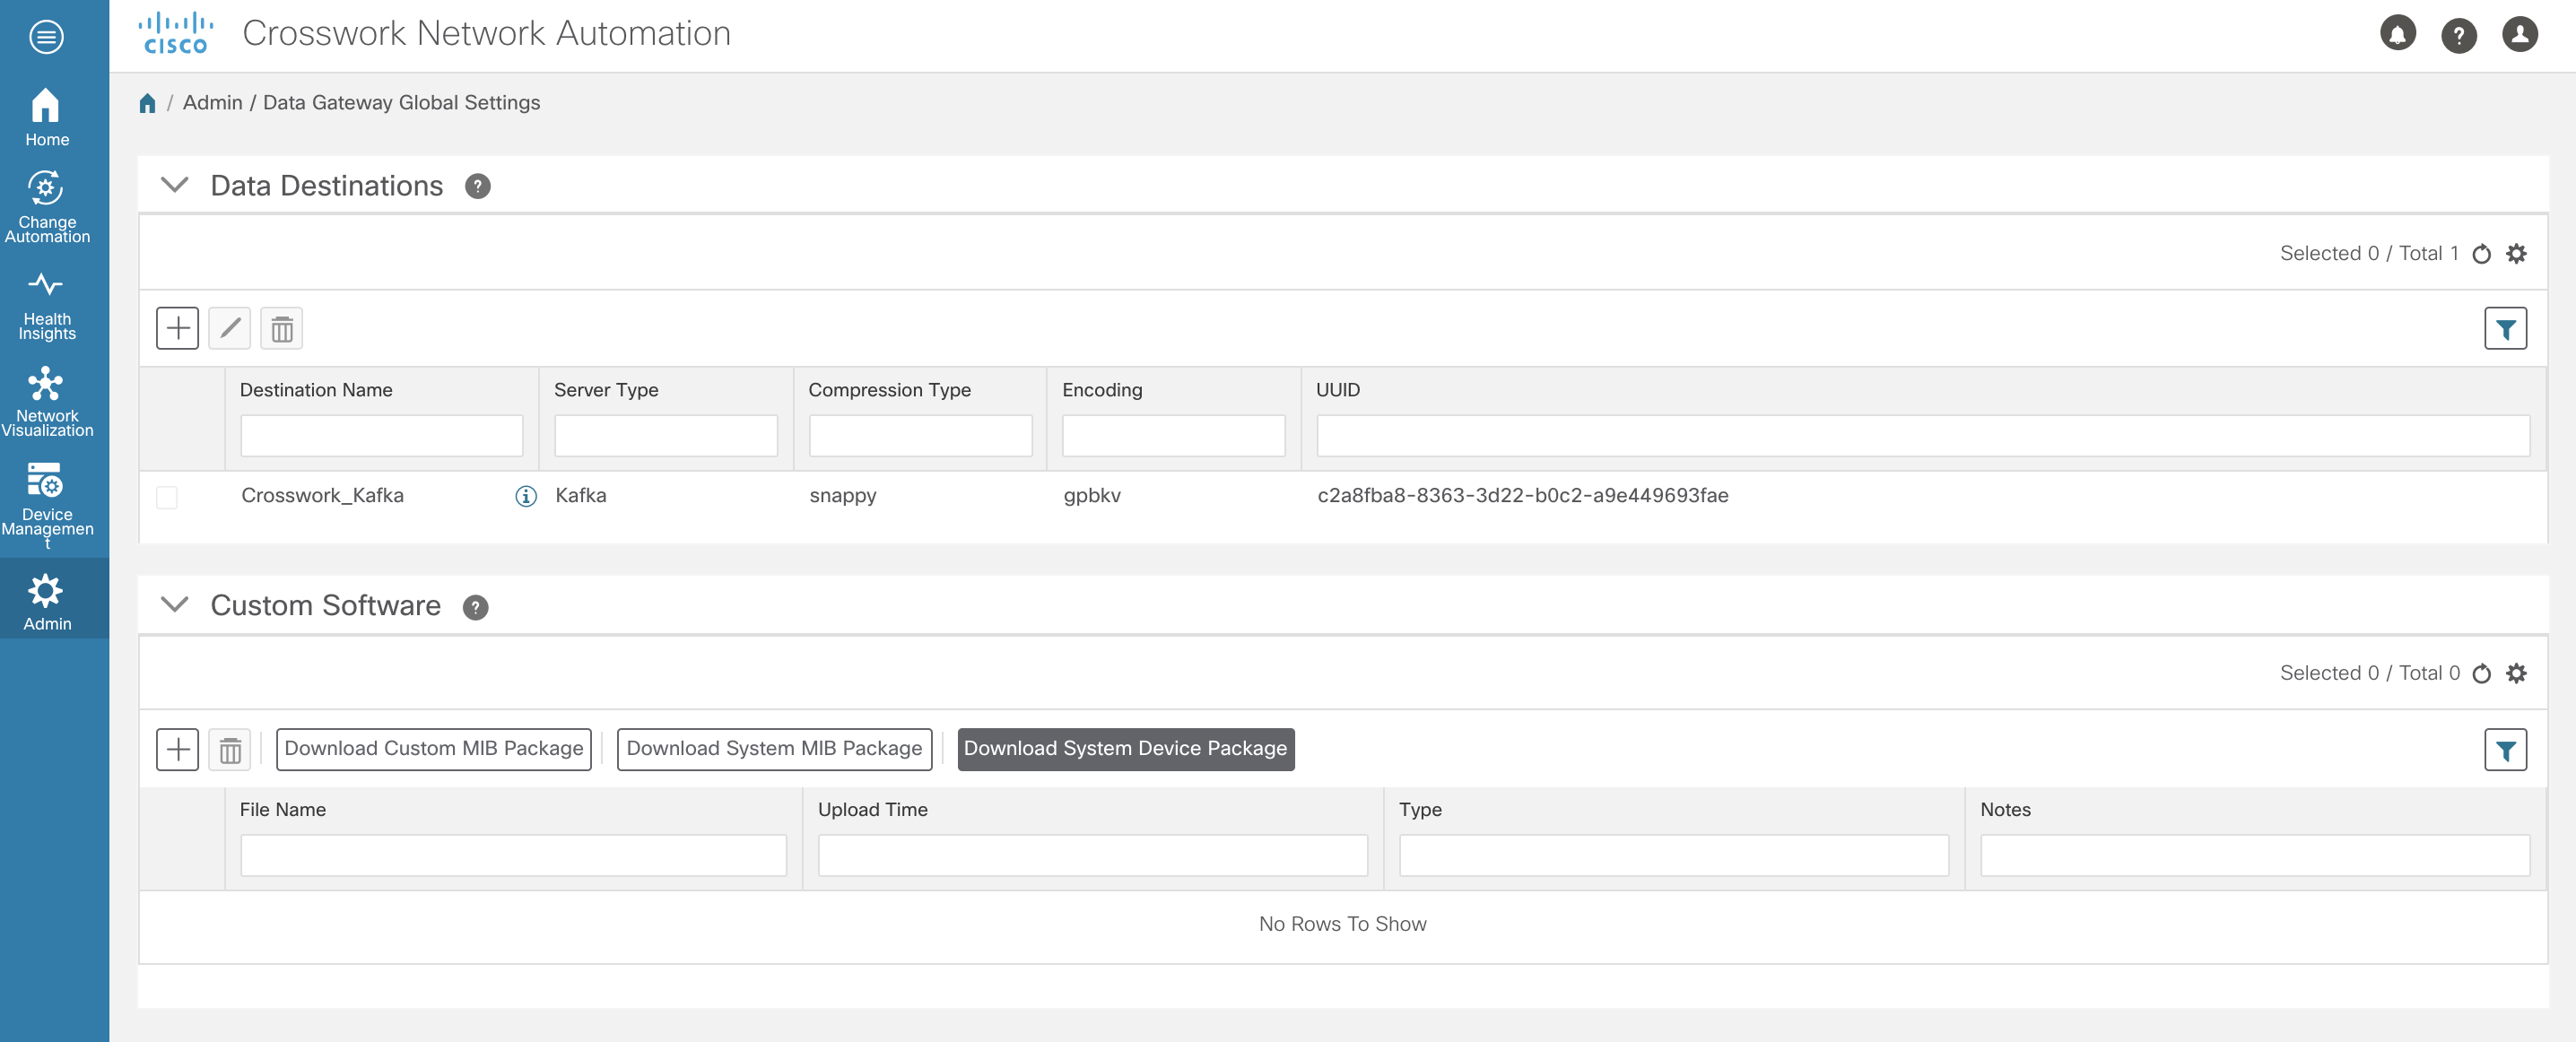 CISCO
Crosswork Network Automation
/ Admin / Data Gateway Global Settings
Home
Change
Automation
Health
Insights
Network
Visualization
Device
Managemen
t
Admin
Data Destinations ?
Selected 0 / Total 1
Destination Name Server Type Compression Type Encoding UUID
Crosswork_Kafka i Kafka snappy gpbkv c2a8fba8-8363-3d22-b0c2-a9e449693fae
Custom Software ?
Selected 0 / Total 0
Download Custom MIB Package Download System MIB Package Download System Device Package
File Name Upload Time Type Notes
No Rows To Show